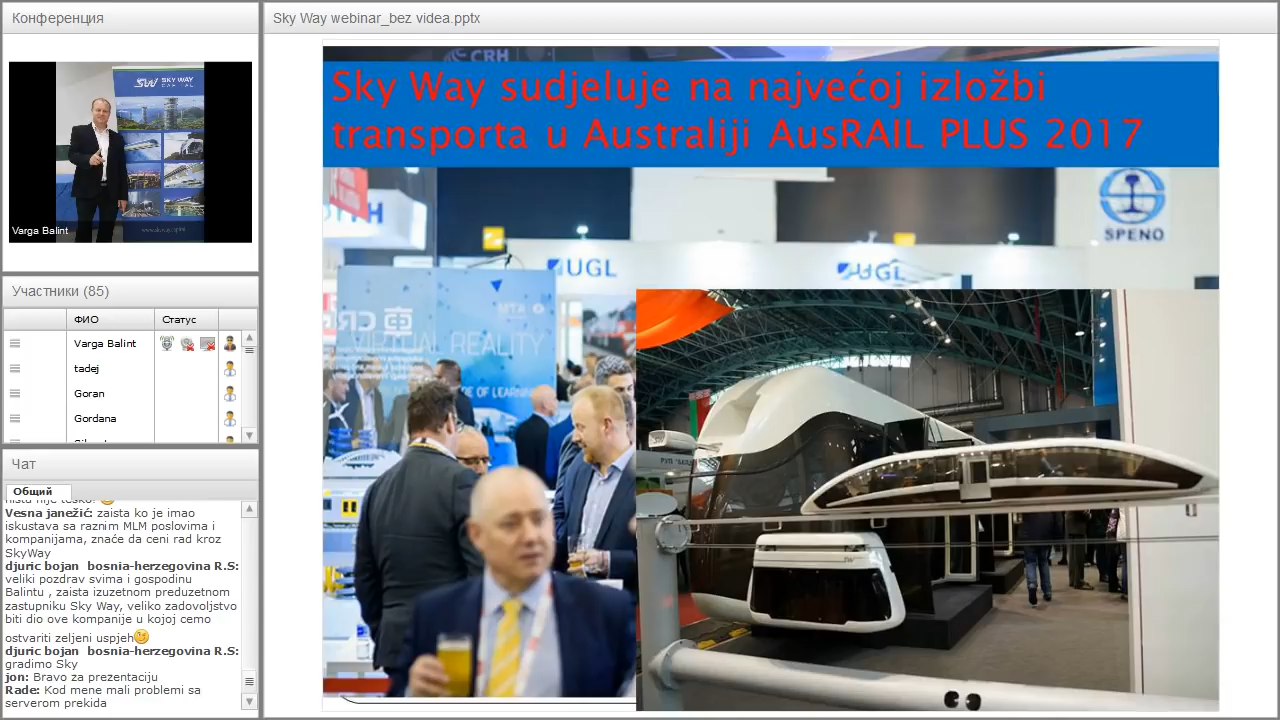 Конференция
Sky Way webinar_bez videa.pptx
SKY WAY
CAPITAL
Varga Balint
Участники (85)
ФИО
Статус
Varga Balint
tadej
Goran
Gordana
Чат
Общий
Vesna janežić: zaista ko je imao
iskustava sa raznim MLM poslovima i
kompanijama, znaće da ceni rad kroz
SkyWay
djuric bojan bosna-herzegovina R.S:
veliki pozdrav svima i gospodinu
Balintu , zaista izuzetnom preduzetnom
zastupniku Sky Way, veliko zadovoljstvo
biti dio ove kompanije u kojoj cemo
ostvariti zeljeni uspjeh
djuric bojan bosnia-herzegovina R.S:
gradimo Sky
jon: Bravo za prezentaciju
Rade: Kod mene mali problemi sa
serverom prekida
CRH
Sky Way sudjeluje na najvećoj izložbi
transporta u Australiji AusRAIL PLUS 2017
SPENO
UGL
UGL
VIRTUAL REALITY